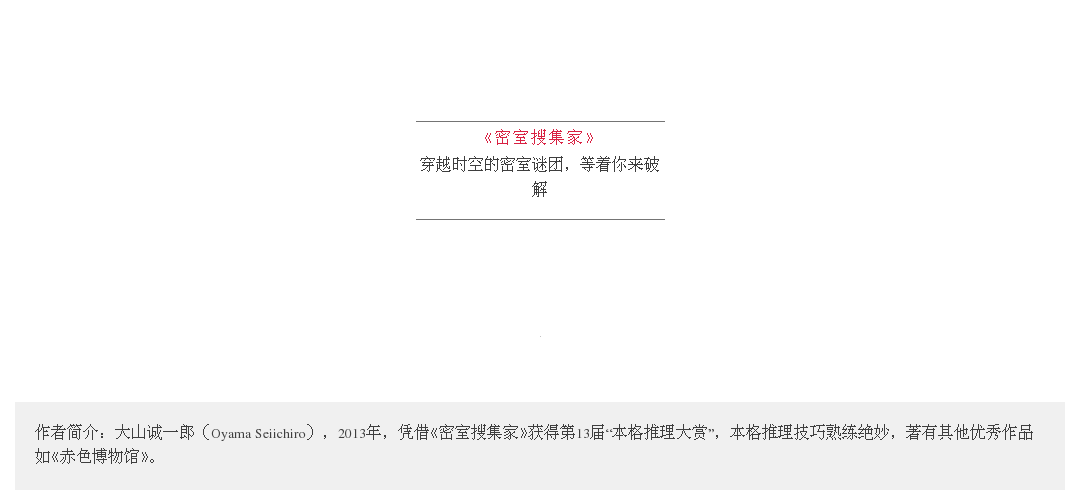 《密室搜集家》
穿越时空的密室谜团，等着你来破
解
作者简介：大山诚一郎（Oyama Seiichiro），2013年，凭借《密室搜集家》获得第13届“本格推理大赏”，本格推理技巧熟练绝妙，著有其他优秀作品
如《赤色博物馆》。